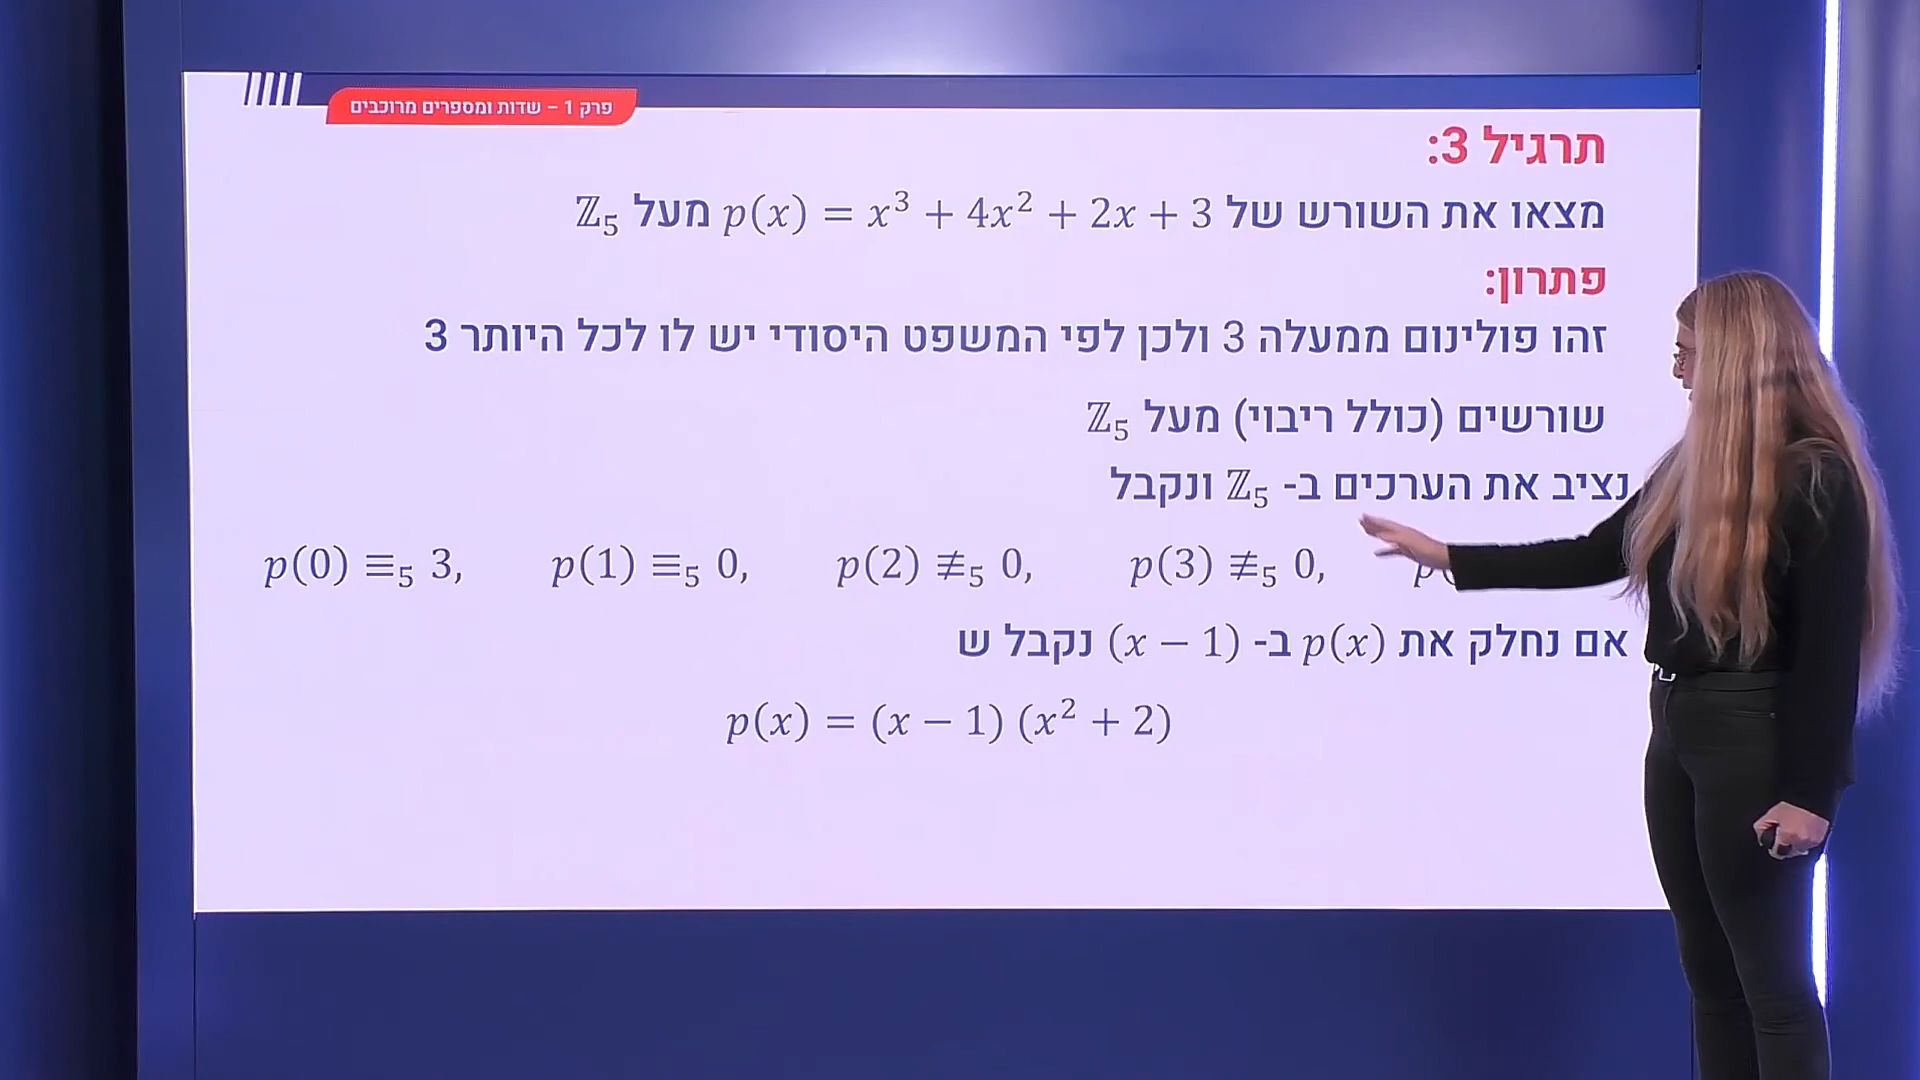 פרק 1 – שדות ומספרים מרוכבים
תרגיל 3:
מצאו את השורש של p(x) = x³ + 4x² + 2x + 3 מעל ℤ₅
פתרון:
זהו פולינום ממעלה 3 ולכן לפי המשפט היסודי יש לו לכל היותר 3
שורשים (כולל ריבוי) מעל ℤ₅
נציב את הערכים ב- ℤ₅ ונקבל
p(0) ≡₅ 3, p(1) ≡₅ 0, p(2) ≢₅ 0, p(3) ≢₅ 0, p(
אם נחלק את p(x) ב- (x − 1) נקבל ש
p(x) = (x − 1) (x² + 2)